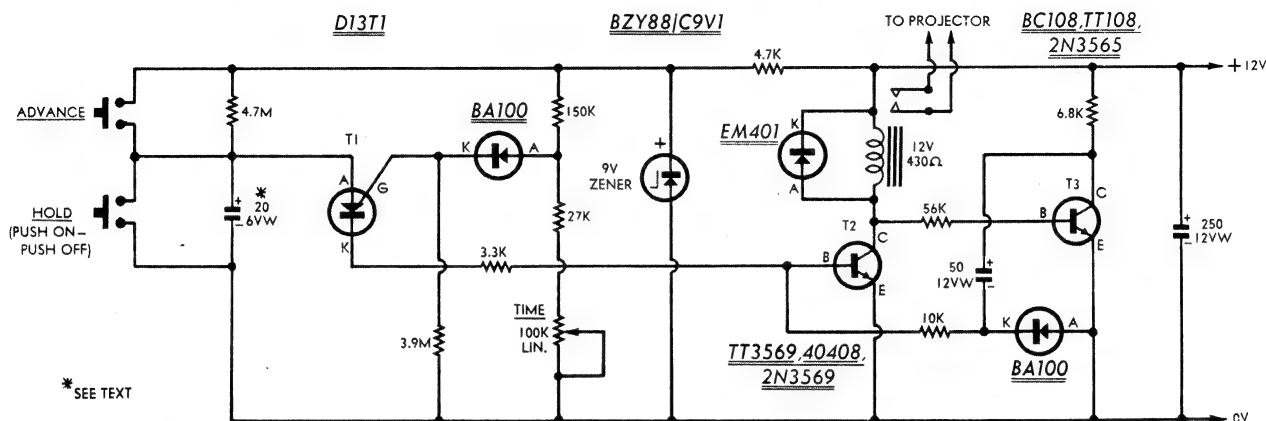 D13T1
BZY88/C9V1
TO PROJECTOR
BC108,TT108,
2N3565
+ 12V
4.7K
ADVANCE
4.7M
BA100
150K
6.8K
EM401
K
12V
430Ω
T1
K
A
+
9V
ZENER
A
G
A
T3
C
B
E
HOLD
(PUSH ON-
PUSH OFF)
*
20
6VW
+
-
K
27K
56K
T2
C
B
E
+
250
-
12VW
3.3K
50
12VW
+
-
TIME
100K
LIN.
10K
K
A
3.9M
TT3569,40408,
2N3569
BA100
*SEE TEXT
0V